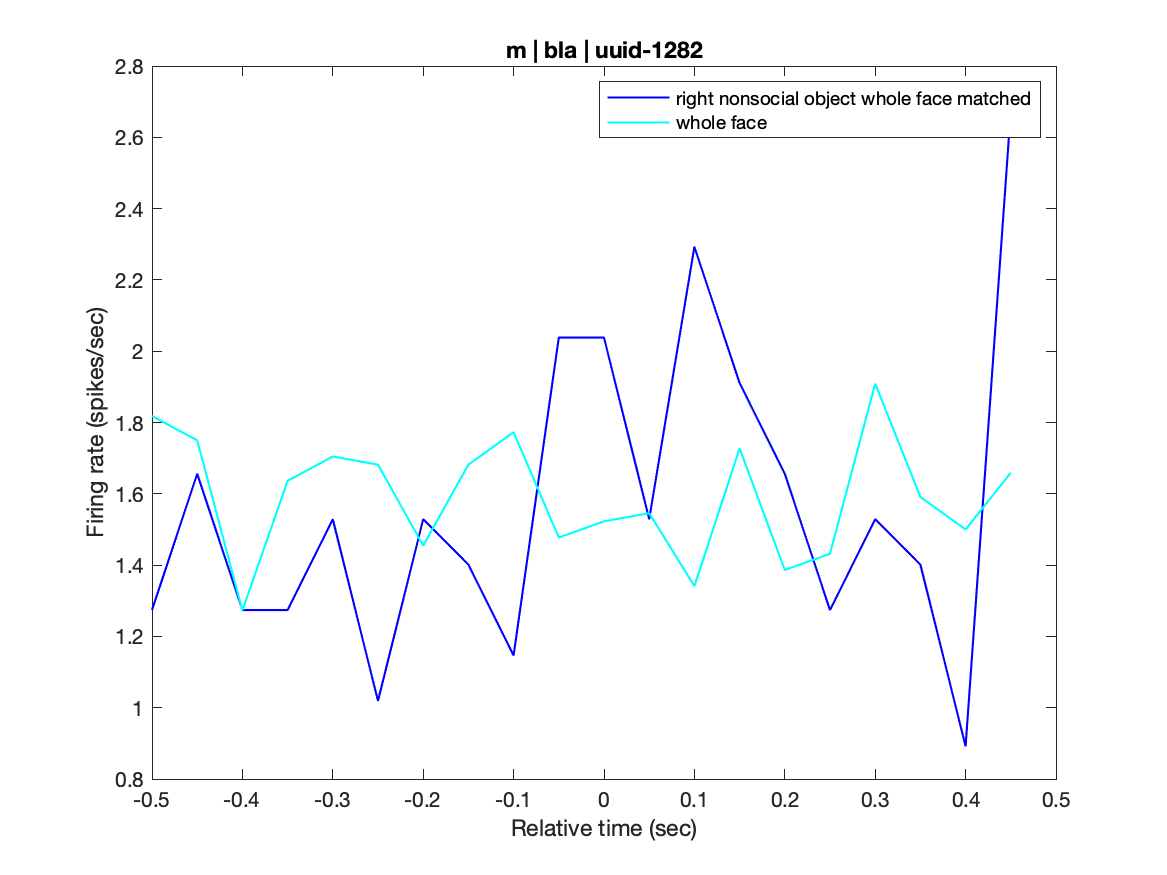 m | bla | uuid-1282
2.8
2.6
2.4
2.2
2
1.8
1.6
1.4
1.2
1
0.8
Firing rate (spikes/sec)
right nonsocial object whole face matched
whole face
-0.5 -0.4 -0.3 -0.2 -0.1 0 0.1 0.2 0.3 0.4 0.5
Relative time (sec)